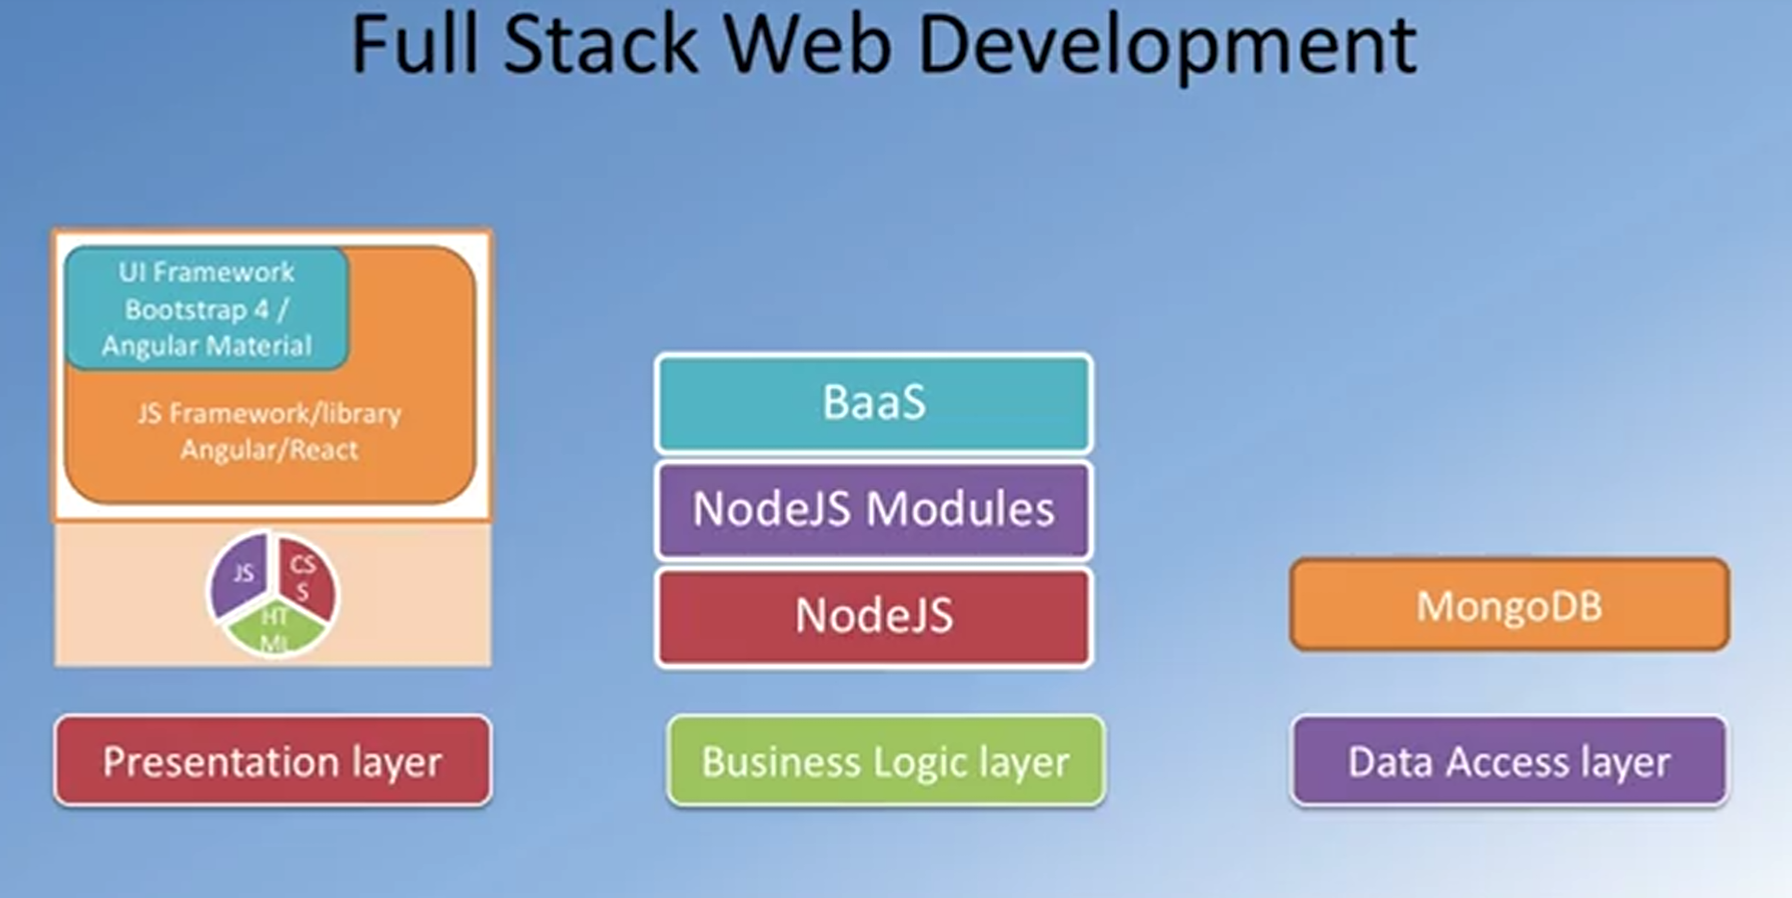 Full Stack Web Development
UI Framework
Bootstrap 4 /
Angular Material
JS Framework/library
Angular/React
JS
CS
S
HT
ML
BaaS
NodeJS Modules
NodeJS
MongoDB
Presentation layer
Business Logic layer
Data Access layer